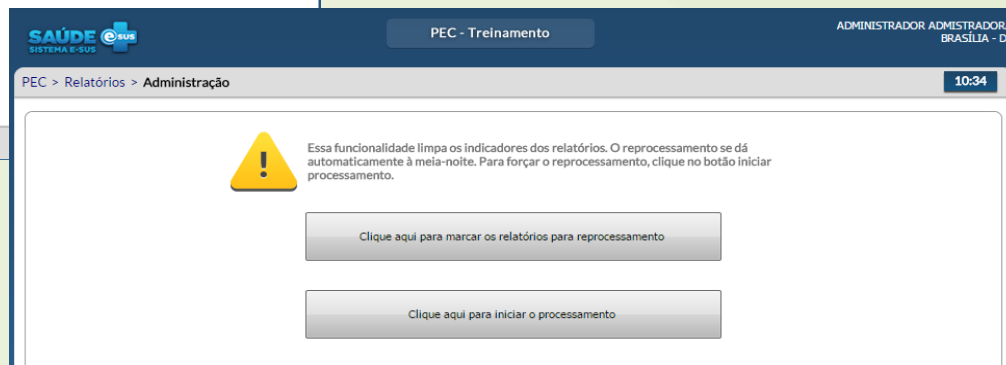 SAÚDE e-sus
SISTEMA E-SUS
PEC - Treinamento
ADMINISTRADOR ADMISTRADOR
BRASÍLIA - D
PEC > Relatórios > Administração
10:34
Essa funcionalidade limpa os indicadores dos relatórios. O reprocessamento se dá
automaticamente à meia-noite. Para forçar o reprocessamento, clique no botão iniciar
processamento.
Clique aqui para marcar os relatórios para reprocessamento
Clique aqui para iniciar o processamento